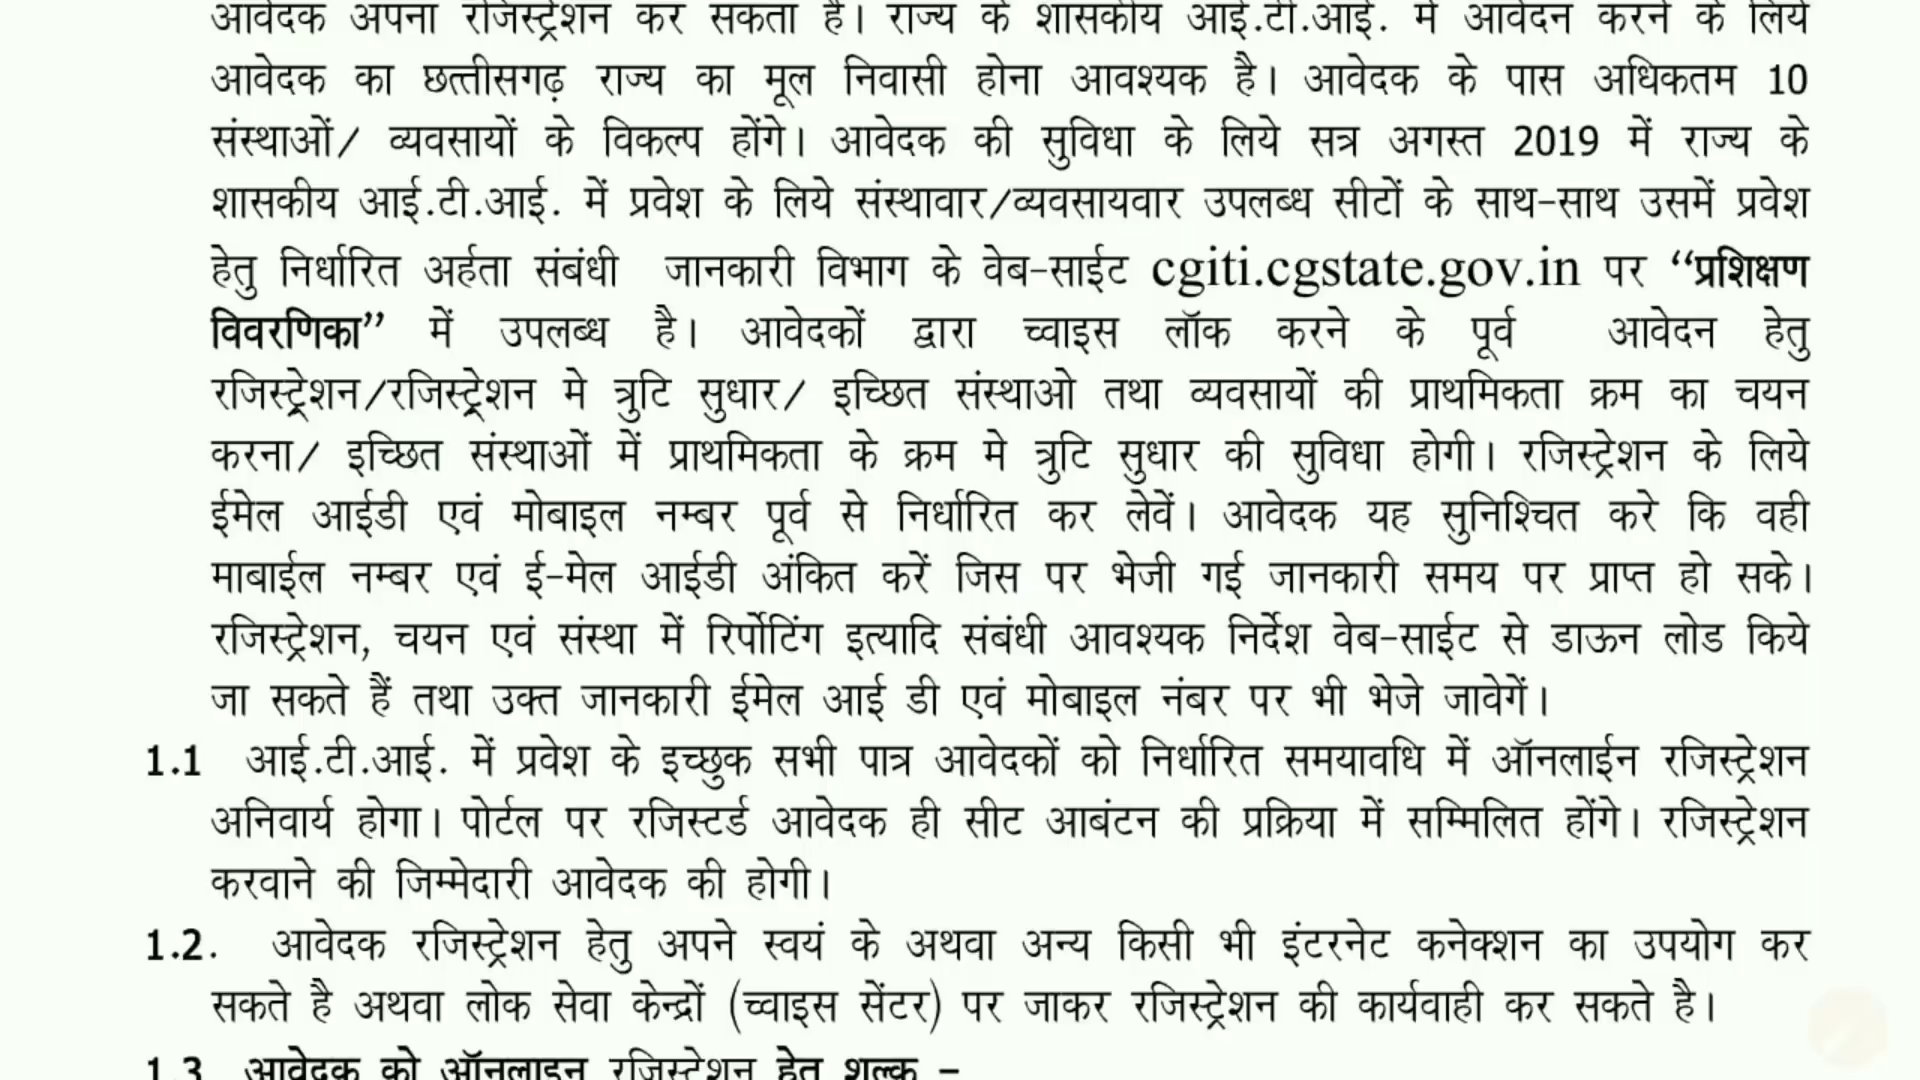 आवेदक अपना रजिस्ट्रेशन कर सकता है। राज्य के शासकीय आई.टी.आई. में आवेदन करने के लिये
आवेदक का छत्तीसगढ़ राज्य का मूल निवासी होना आवश्यक है। आवेदक के पास अधिकतम 10
संस्थाओं/ व्यवसायों के विकल्प होंगे। आवेदक की सुविधा के लिये सत्र अगस्त 2019 में राज्य के
शासकीय आई.टी.आई. में प्रवेश के लिये संस्थावार/व्यवसायवार उपलब्ध सीटों के साथ-साथ उसमें प्रवेश
हेतु निर्धारित अर्हता संबंधी जानकारी विभाग के वेब-साईट cgiti.cgstate.gov.in पर “प्रशिक्षण
विवरणिका” में उपलब्ध है। आवेदकों द्वारा च्वाइस लॉक करने के पूर्व आवेदन हेतु
रजिस्ट्रेशन/रजिस्ट्रेशन मे त्रुटि सुधार/ इच्छित संस्थाओ तथा व्यवसायों की प्राथमिकता क्रम का चयन
करना/ इच्छित संस्थाओं में प्राथमिकता के क्रम मे त्रुटि सुधार की सुविधा होगी। रजिस्ट्रेशन के लिये
ईमेल आईडी एवं मोबाइल नम्बर पूर्व से निर्धारित कर लेवें। आवेदक यह सुनिश्चित करे कि वही
माबाईल नम्बर एवं ई-मेल आईडी अंकित करें जिस पर भेजी गई जानकारी समय पर प्राप्त हो सके।
रजिस्ट्रेशन, चयन एवं संस्था में रिर्पोटिंग इत्यादि संबंधी आवश्यक निर्देश वेब-साईट से डाऊन लोड किये
जा सकते हैं तथा उक्त जानकारी ईमेल आई डी एवं मोबाइल नंबर पर भी भेजे जावेगें।
1.1 आई.टी.आई. में प्रवेश के इच्छुक सभी पात्र आवेदकों को निर्धारित समयावधि में ऑनलाईन रजिस्ट्रेशन
अनिवार्य होगा। पोर्टल पर रजिस्टर्ड आवेदक ही सीट आबंटन की प्रक्रिया में सम्मिलित होंगे। रजिस्ट्रेशन
करवाने की जिम्मेदारी आवेदक की होगी।
1.2. आवेदक रजिस्ट्रेशन हेतु अपने स्वयं के अथवा अन्य किसी भी इंटरनेट कनेक्शन का उपयोग कर
सकते है अथवा लोक सेवा केन्द्रों (च्वाइस सेंटर) पर जाकर रजिस्ट्रेशन की कार्यवाही कर सकते है।
1.3 आवेदक को ऑनलाइन रजिस्ट्रेशन हेतु शुल्क –